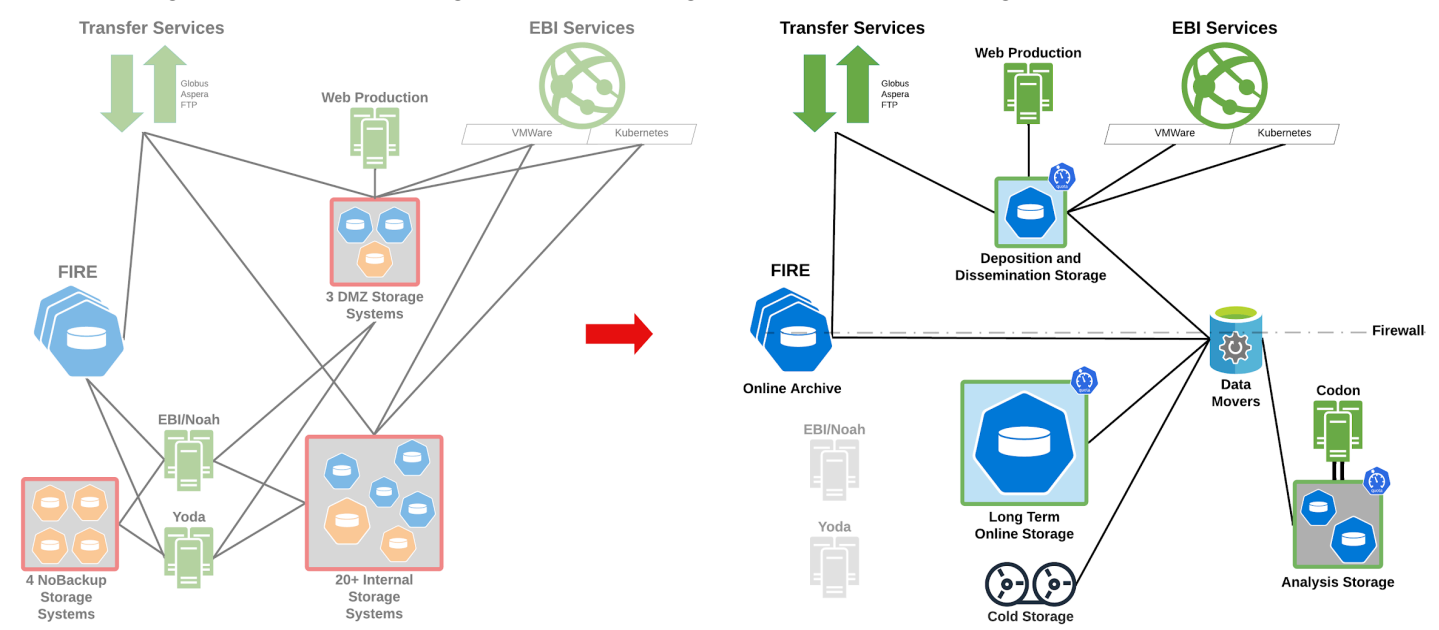 Transfer Services
Globus
Aspera
FTP
Web Production
EBI Services
VMWare
Kubernetes
3 DMZ Storage
Systems
FIRE
EBI/Noah
Yoda
4 NoBackup
Storage
Systems
20+ Internal
Storage
Systems
Transfer Services
Globus
Aspera
FTP
Web Production
EBI Services
VMWare
Kubernetes
quota
Deposition and
Dissemination Storage
FIRE
Online Archive
Firewall
Data
Movers
EBI/Noah
Yoda
quota
Long Term
Online Storage
Cold Storage
Codon
quota
Analysis Storage